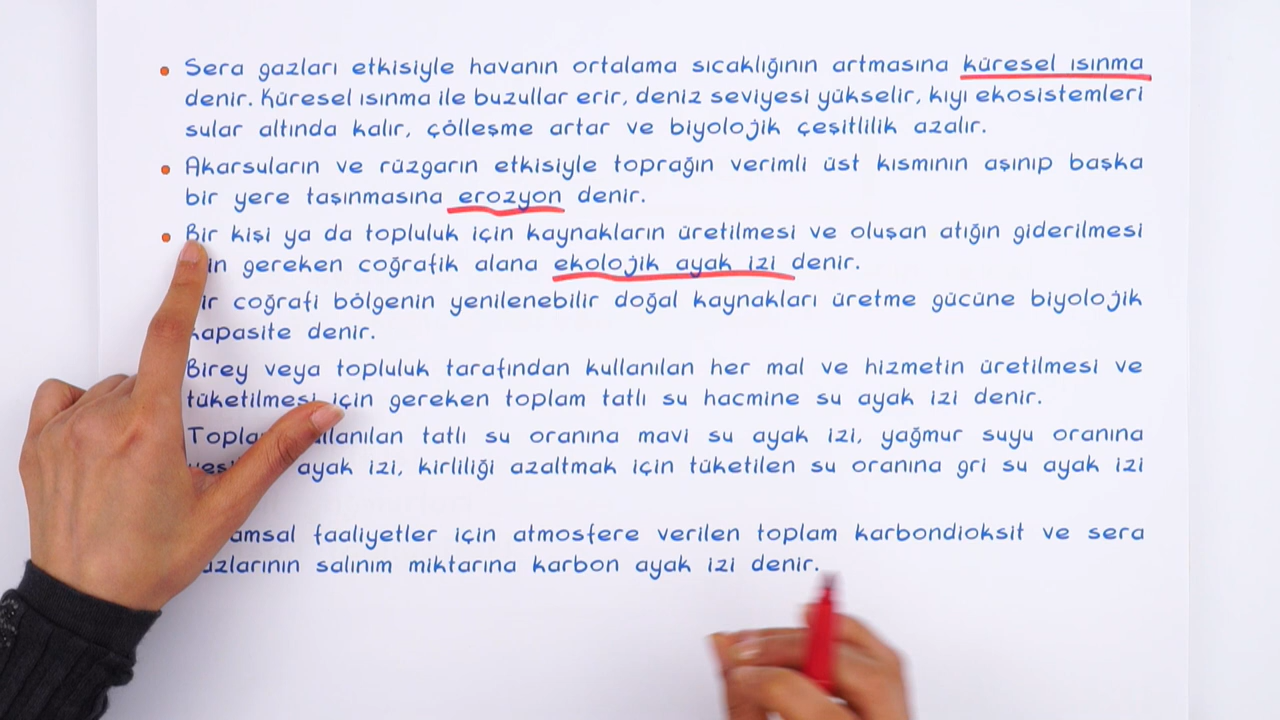 Sera gazları etkisiyle havanın ortalama sıcaklığının artmasına küresel ısınma
denir. Küresel ısınma ile buzullar erir, deniz seviyesi yükselir, kıyı ekosistemleri
sular altında kalır, çölleşme artar ve biyolojik çeşitlilik azalır.
Akarsuların ve rüzgarın etkisiyle toprağın verimli üst kısmının aşınıp başka
bir yere taşınmasına erozyon denir.
Bir kişi ya da topluluk için kaynakların üretilmesi ve oluşan atığın giderilmesi
gereken coğrafik alana ekolojik ayak izi denir.
coğrafi bölgenin yenilenebilir doğal kaynakları üretme gücüne biyolojik
kapasite denir.
Birey veya topluluk tarafından kullanılan her mal ve hizmetin üretilmesi ve
tüketilmesi için gereken toplam tatlı su hacmine su ayak izi denir.
tatlı su oranına mavi su ayak izi, yağmur suyu oranına
ayak izi, kirliliği azaltmak için tüketilen su oranına gri su ayak izi
faaliyetler için atmosfere verilen toplam karbondioksit ve sera
salınım miktarına karbon ayak izi denir.